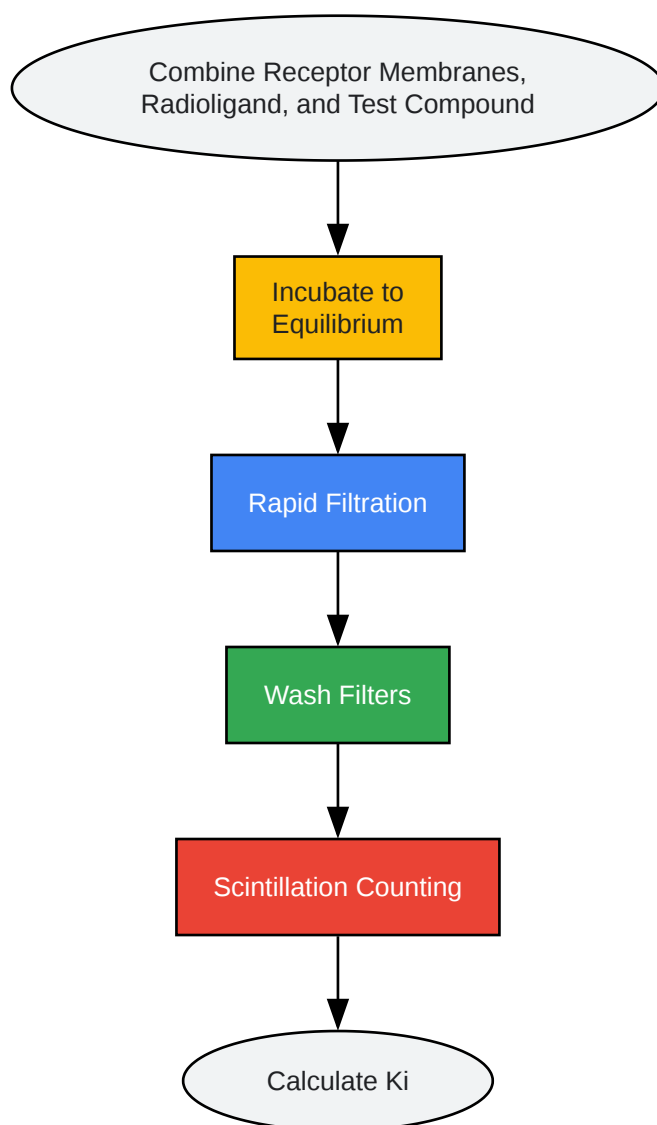 Combine Receptor Membranes,
Radioligand, and Test Compound
Incubate to
Equilibrium
Rapid Filtration
Wash Filters
Scintillation Counting
Calculate Ki